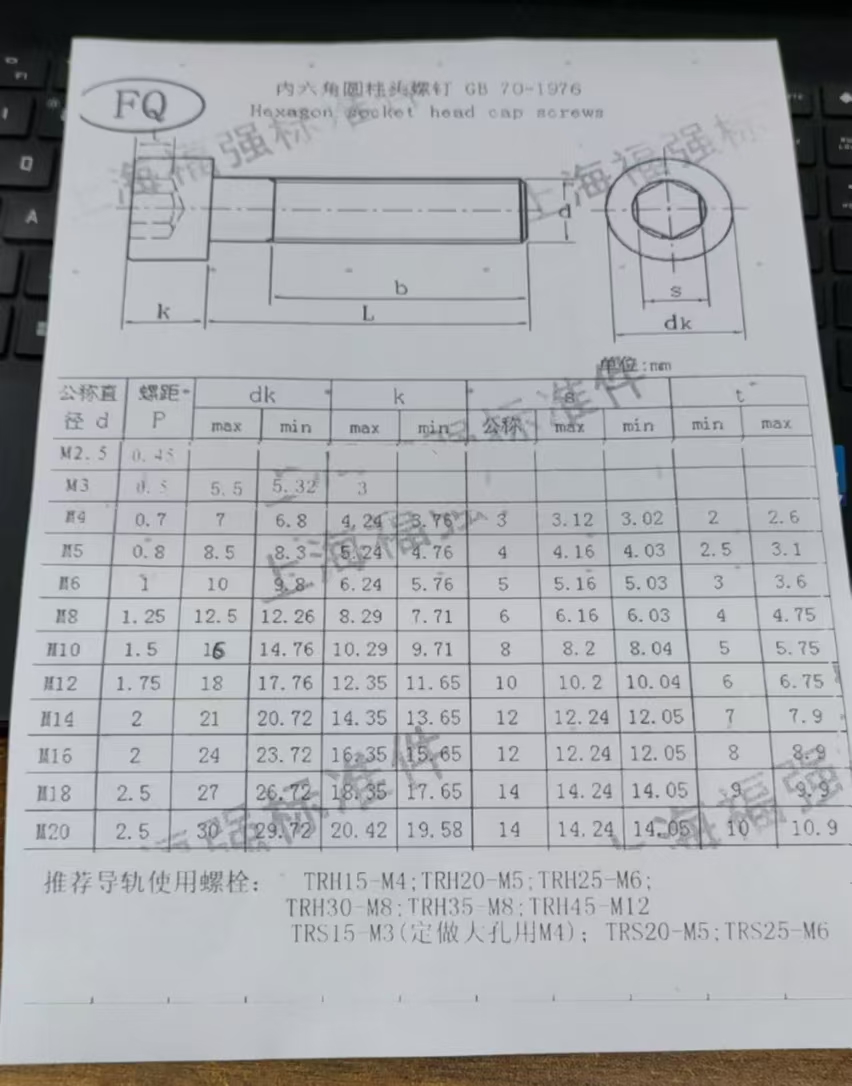 FQ
内六角圆柱头螺钉 GB 70-1976
Hexagon socket head cap screws
上海福强标准件
上海福强标
t
d
b
k
L
s
dk
单位:mm
公称直径 d 螺距 P dk k s t
max min max min 公称 max min min max
M2.5 0.45
M3 0.5 5.5 5.32 3
M4 0.7 7 6.8 4.24 3.76 3 3.12 3.02 2 2.6
M5 0.8 8.5 8.3 5.24 4.76 4 4.16 4.03 2.5 3.1
M6 1 10 9.8 6.24 5.76 5 5.16 5.03 3 3.6
M8 1.25 12.5 12.26 8.29 7.71 6 6.16 6.03 4 4.75
M10 1.5 16 14.76 10.29 9.71 8 8.2 8.04 5 5.75
M12 1.75 18 17.76 12.35 11.65 10 10.2 10.04 6 6.75
M14 2 21 20.72 14.35 13.65 12 12.24 12.05 7 7.9
M16 2 24 23.72 16.35 15.65 12 12.24 12.05 8 8.9
M18 2.5 27 26.72 18.35 17.65 14 14.24 14.05 9 9.9
M20 2.5 30 29.72 20.42 19.58 14 14.24 14.05 10 10.9
推荐导轨使用螺栓： TRH15-M4;TRH20-M5;TRH25-M6;
TRH30-M8;TRH35-M8;TRH45-M12
TRS15-M3(定做大孔用M4)；TRS20-M5;TRS25-M6